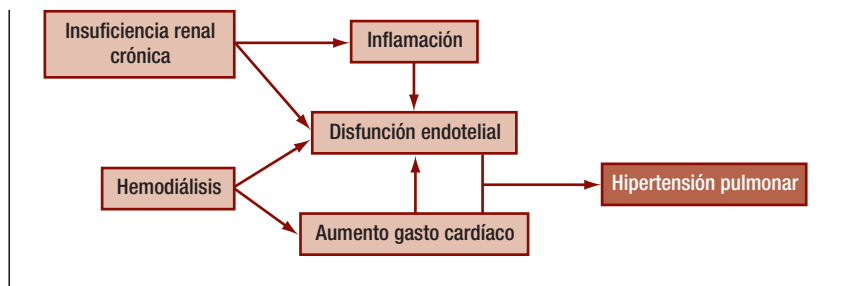 Insuficiencia renal
crónica
Inflamación
Disfunción endotelial
Hemodiálisis
Hipertensión pulmonar
Aumento gasto cardíaco